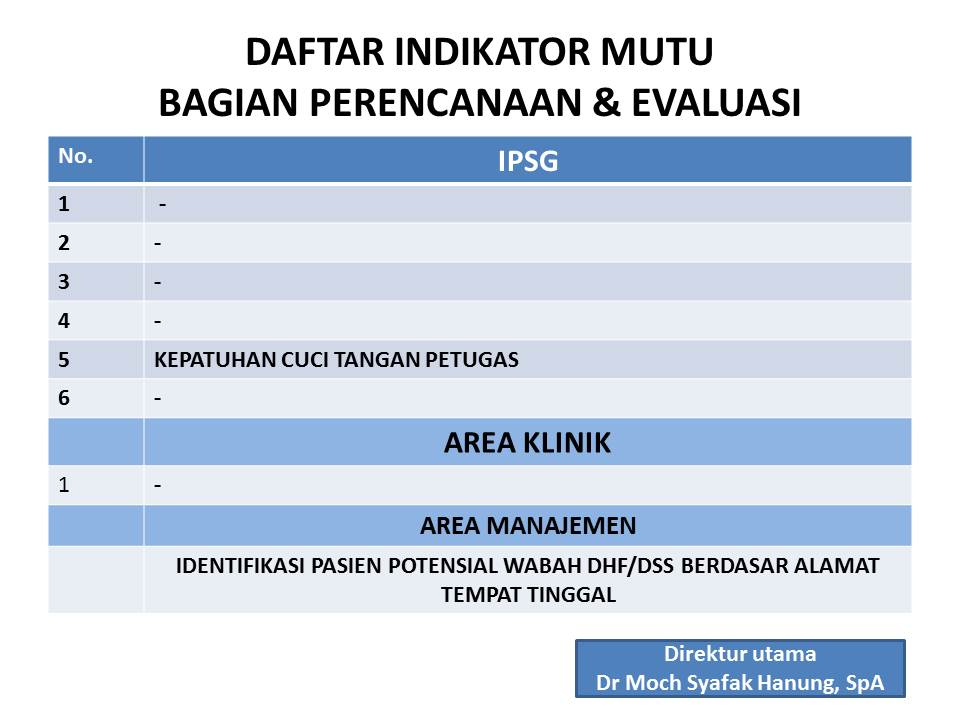 DAFTAR INDIKATOR MUTU
BAGIAN PERENCANAAN & EVALUASI
No. IPSG
1 -
2 -
3 -
4 -
5 KEPATUHAN CUCI TANGAN PETUGAS
6 -
AREA KLINIK
1 -
AREA MANAJEMEN
IDENTIFIKASI PASIEN POTENSIAL WABAH DHF/DSS BERDASAR ALAMAT
TEMPAT TINGGAL
Direktur utama
Dr Moch Syafak Hanung, SpA